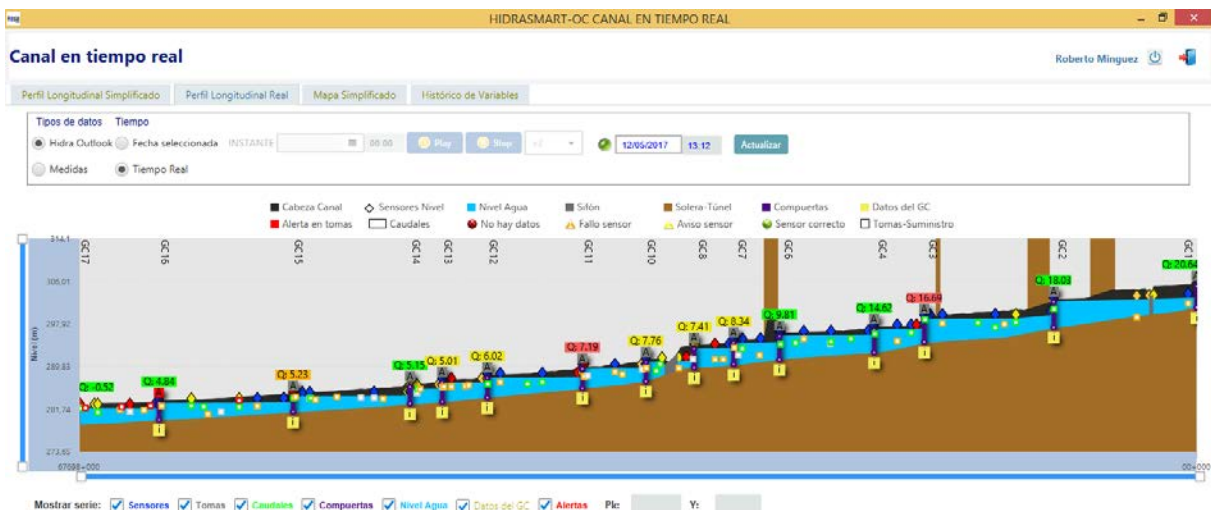 HIDRASMART-OC CANAL EN TIEMPO REAL
Canal en tiempo real
Roberto Minguez
Perfil Longitudinal Simplificado Perfil Longitudinal Real Mapa Simplificado Histórico de Variables
Tipos de datos Tiempo
Hidra Outlook Fecha seleccionada INSTANTE 00:00 Play Stop 12/05/2017 13:12 Actualizar
Medidas Tiempo Real
Cabeza Canal Sensores Nivel Nivel Agua Sifón Solera-Túnel Compuertas Datos del GC
Alerta en tomas Caudales No hay datos Fallo sensor Aviso sensor Sensor correcto Tomas-Suministro
314,1
GC17 GC16 GC15 GC14 GC13 GC12 GC11 GC10 GC8 GC7 GC6 GC4 GC3 GC2 GC1
306,01
297,92
289,83
281,74
273,65
Nivel (m)
Q: -0.52 Q: 4.84 Q: 5.23 Q: 5.15 Q: 5.01 Q: 6.02 Q: 7.19 Q: 7.76 Q: 7.41 Q: 8.34 Q: 9.81 Q: 14.62 Q: 16.69 Q: 18.03 Q: 20.64
00+000
Mostrar serie: Sensores Tomas Caudales Compuertas Nivel Agua Datos del GC Alertas Pk: Y: